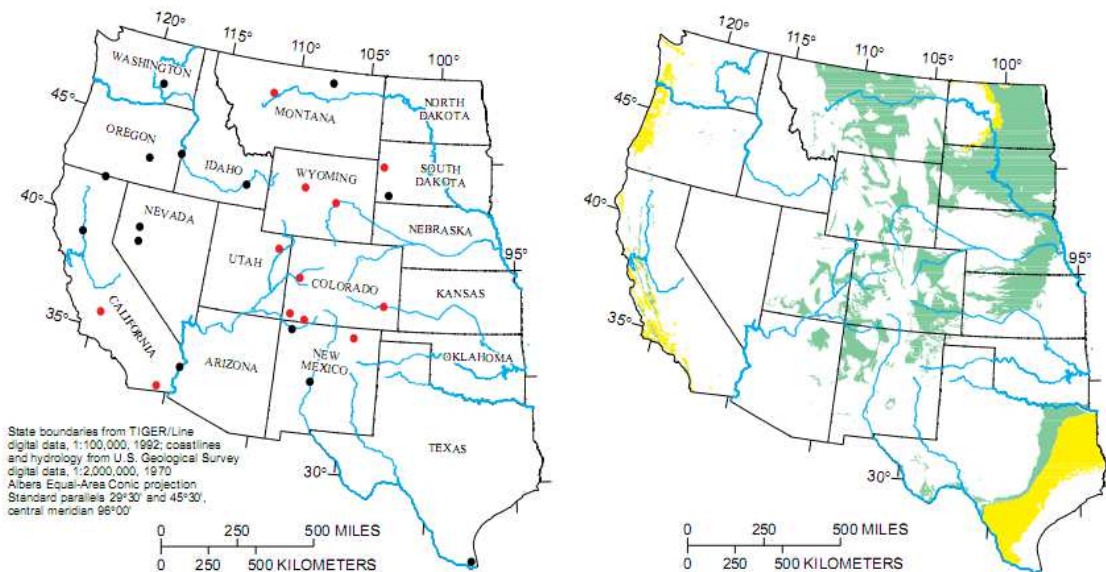 120°
115°
110°
105°
100°
WASHINGTON
45°
MONTANA
NORTH
DAKOTA
OREGON
IDAHO
WYOMING
SOUTH
DAKOTA
40°
NEVADA
NEBRASKA
UTAH
COLORADO
95°
KANSAS
CALIFORNIA
35°
ARIZONA
NEW
MEXICO
OKLAHOMA
TEXAS
30°
State boundaries from TIGER/Line
digital data, 1:100,000, 1992; coastlines
and hydrology from U.S. Geological Survey
digital data, 1:2,000,000, 1970
Albers Equal-Area Conic projection
Standard parallels 29°30' and 45°30',
central meridian 96°00'
0 250 500 MILES
0 250 500 KILOMETERS
120°
115°
110°
105°
100°
45°
40°
95°
35°
30°
0 250 500 MILES
0 250 500 KILOMETERS